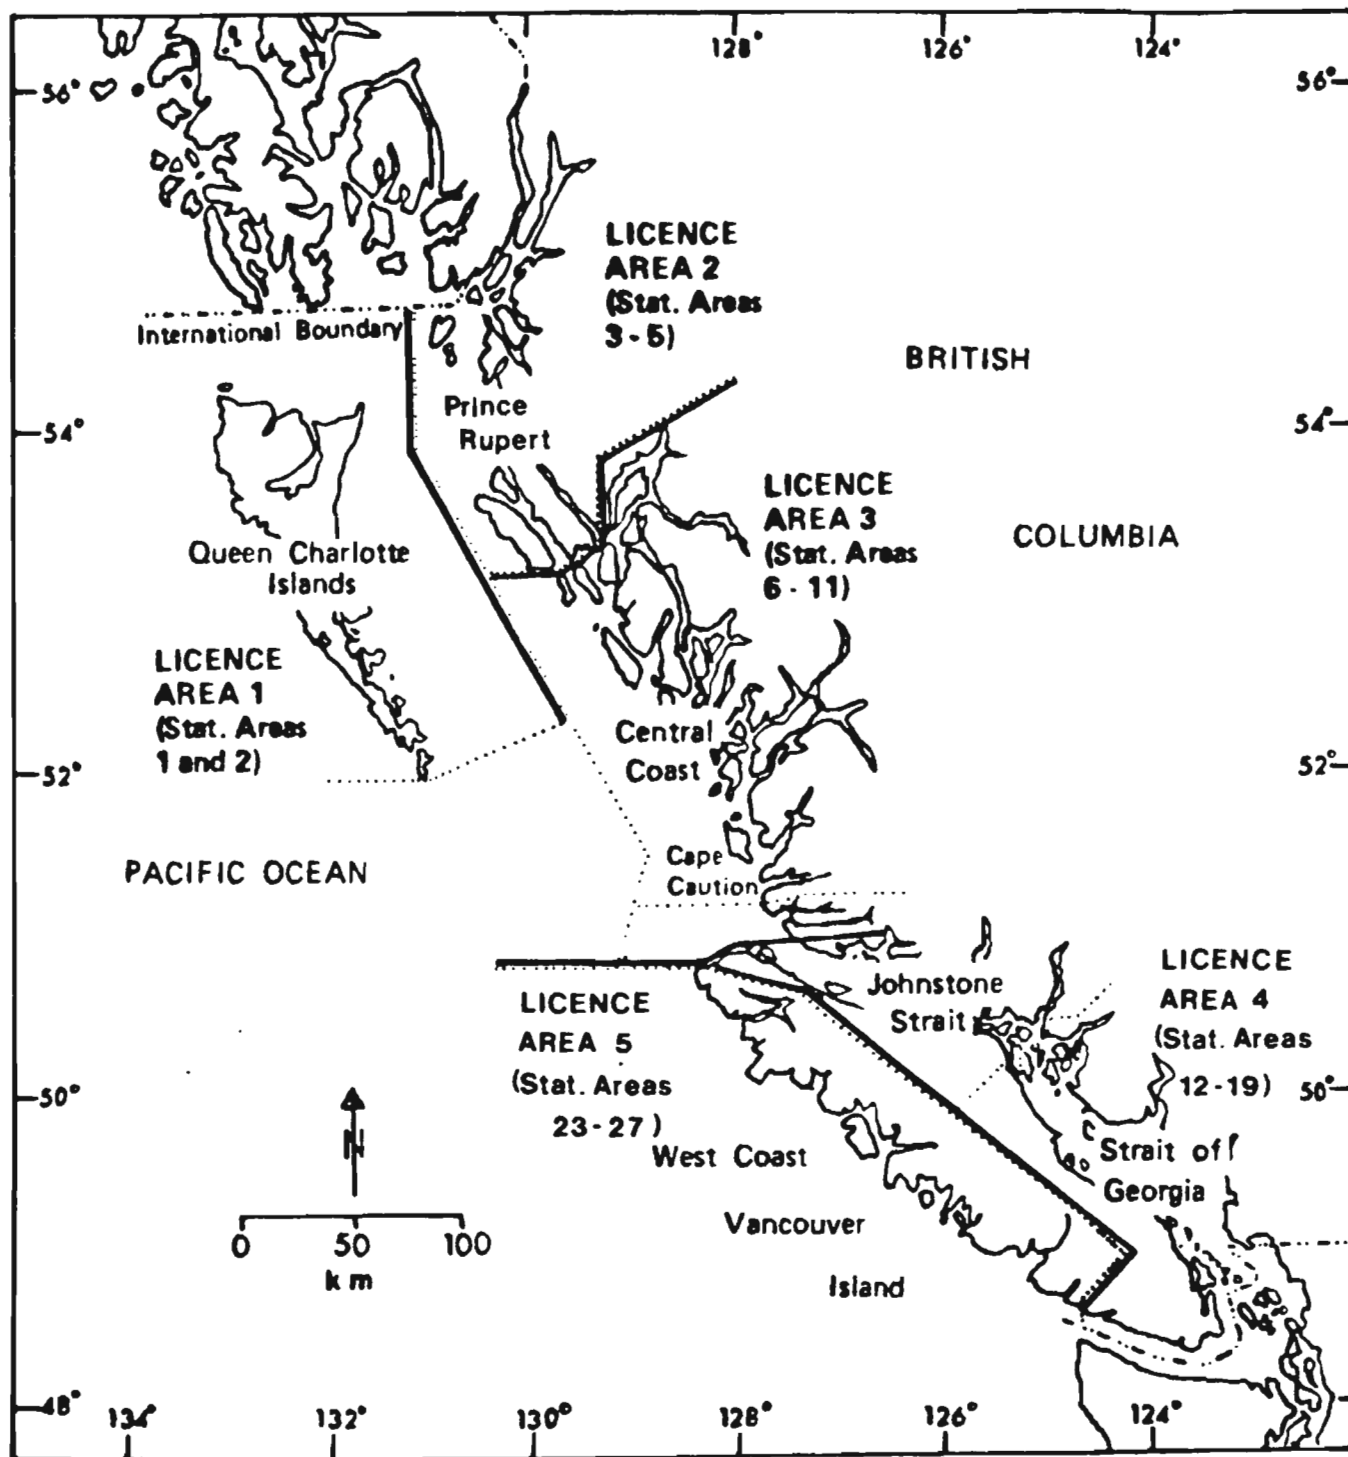 128° 126° 124°
56° 56°
LICENCE
AREA 2
(Stat. Areas
3 - 5)
International Boundary
BRITISH
Prince
Rupert
54° 54°
LICENCE
AREA 3
(Stat. Areas
6 - 11)
COLUMBIA
Queen Charlotte
Islands
LICENCE
AREA 1
(Stat. Areas
1 and 2)
Central
Coast
52° 52°
PACIFIC OCEAN
Cape
Caution
Johnstone
Strait
LICENCE
AREA 4
(Stat. Areas
12-19)
LICENCE
AREA 5
(Stat. Areas
23-27)
50° 50°
N
West Coast
Vancouver
Island
Strait of
Georgia
0 50 100
km
48°
134° 132° 130° 128° 126° 124°